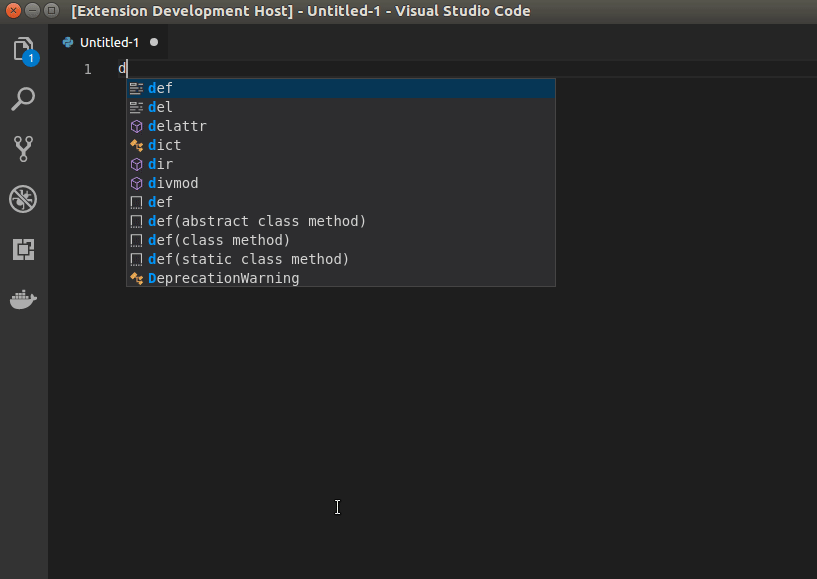 [Extension Development Host] - Untitled-1 - Visual Studio Code
1
Untitled-1
1 d
def
del
delattr
dict
dir
divmod
def
def(abstract class method)
def(class method)
def(static class method)
DeprecationWarning